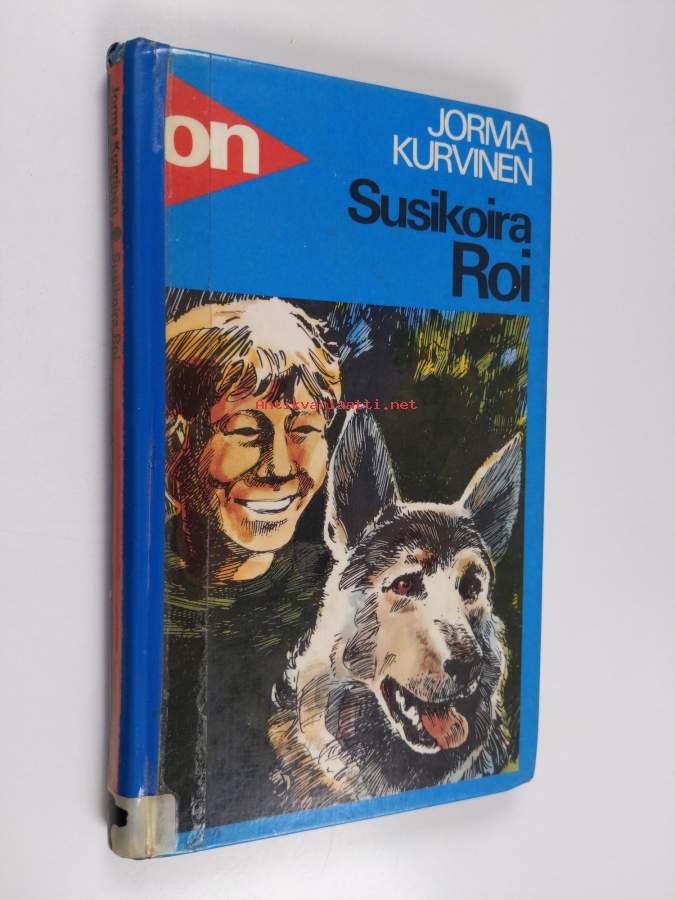 on
JORMA
KURVINEN
Susikoira
Roi
Antikvariaatti.net
Jorma Kurvinen Susikoira Roi